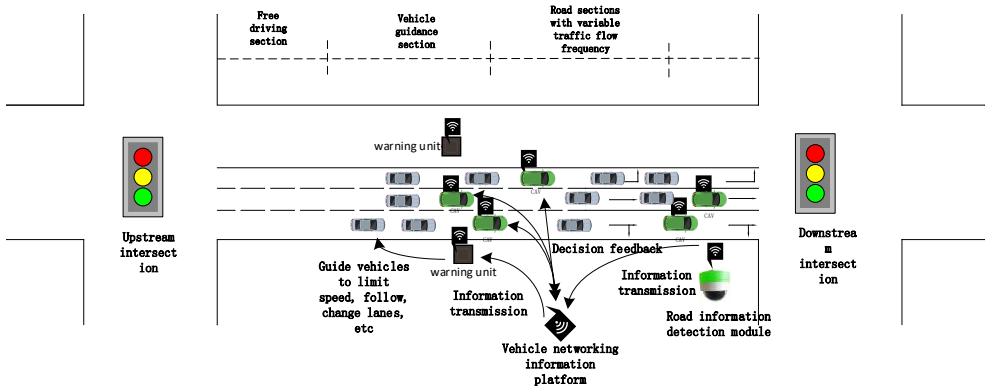 Free
driving
section
Vehicle
guidance
section
Road sections
with variable
traffic flow
frequency
warning unit
CAV
CAV
CAV
warning unit
Upstream
intersect
ion
Downstrea
m
intersect
ion
Guide vehicles
to limit
speed, follow,
change lanes,
etc
Information
transmission
Decision feedback
Information
transmission
Road information
detection module
Vehicle networking
information
platform
CAV
CAV